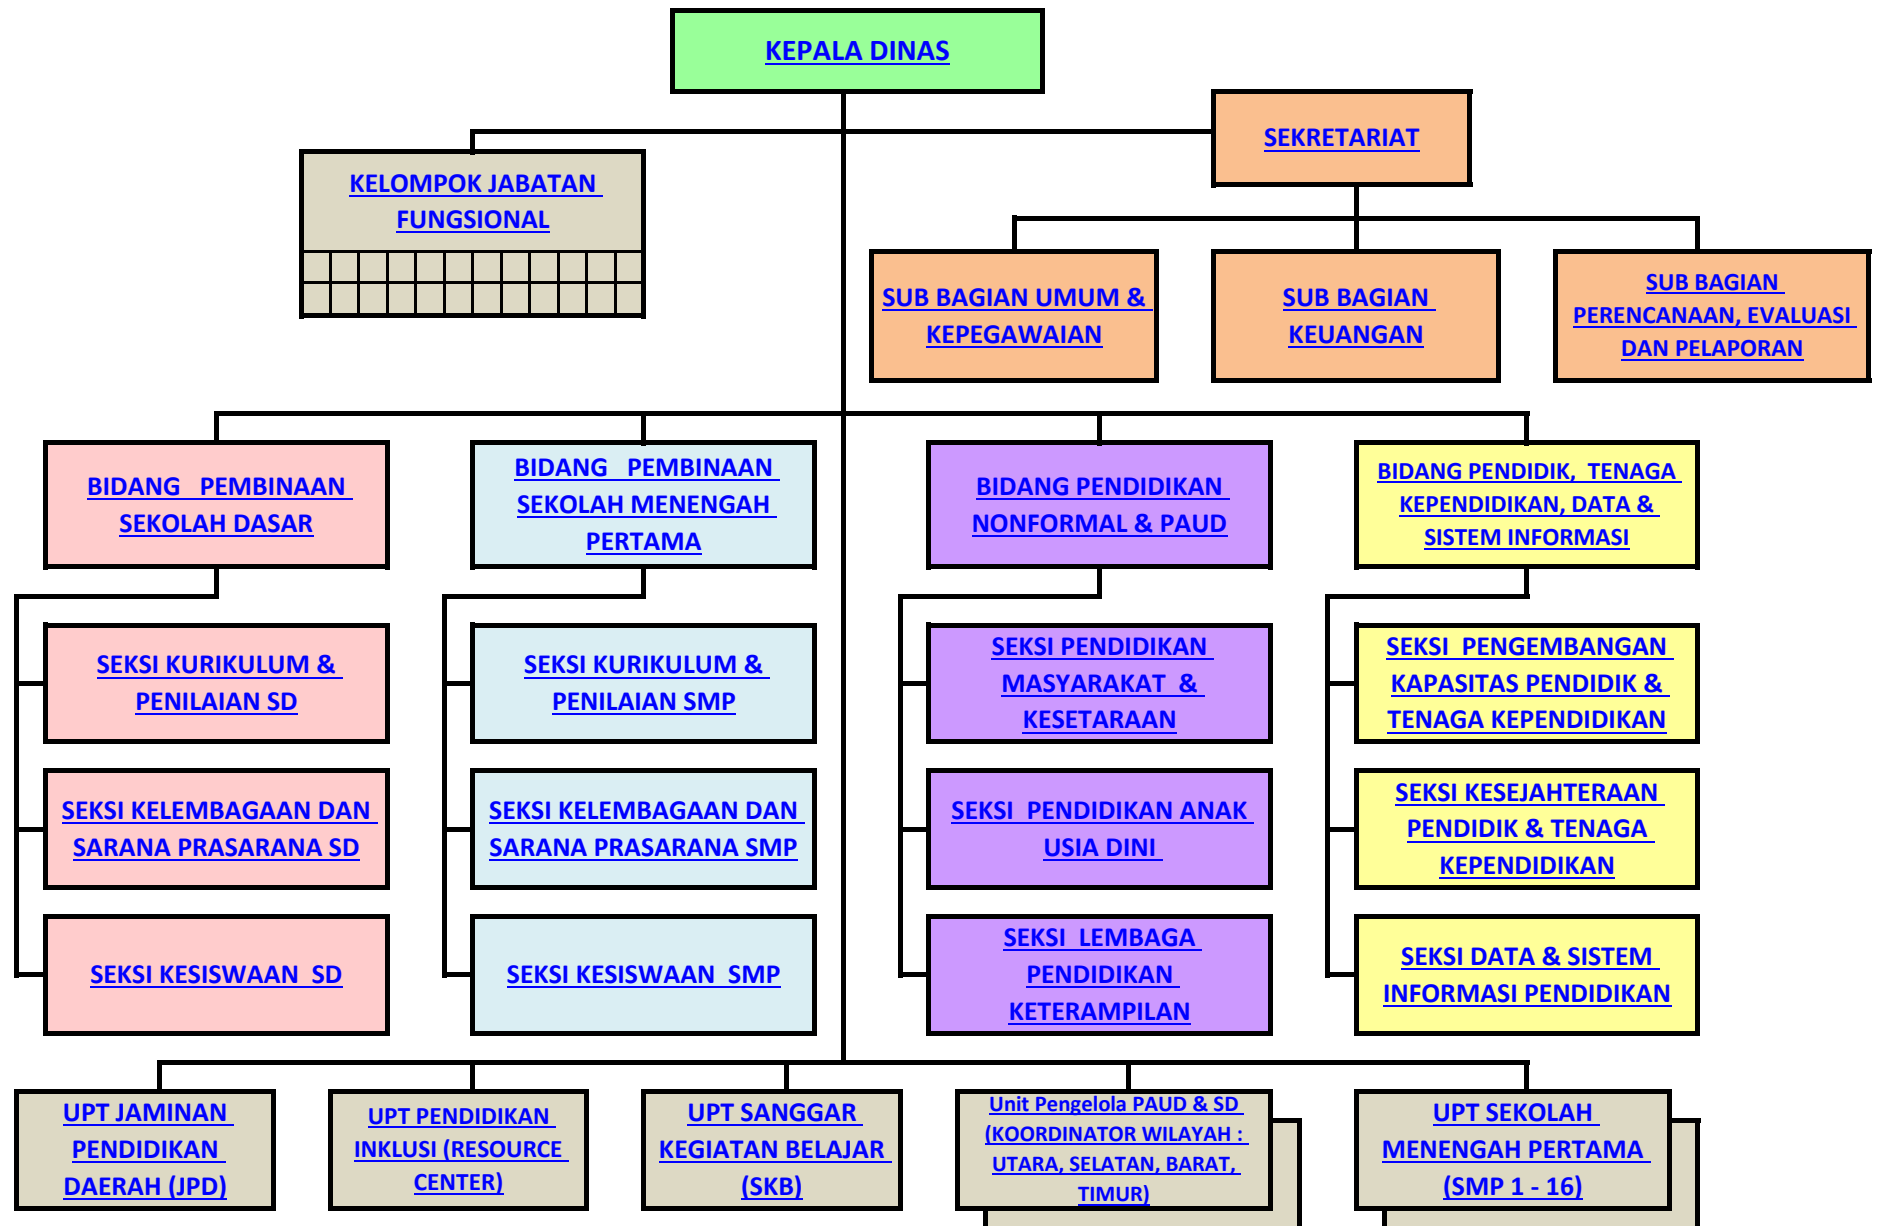 KEPALA DINAS
SEKRETARIAT
KELOMPOK JABATAN
FUNGSIONAL
SUB BAGIAN UMUM &
KEPEGAWAIAN
SUB BAGIAN
KEUANGAN
SUB BAGIAN
PERENCANAAN, EVALUASI
DAN PELAPORAN
BIDANG PEMBINAAN
SEKOLAH DASAR
BIDANG PEMBINAAN
SEKOLAH MENENGAH
PERTAMA
BIDANG PENDIDIKAN
NONFORMAL & PAUD
BIDANG PENDIDIK, TENAGA
KEPENDIDIKAN, DATA &
SISTEM INFORMASI
SEKSI KURIKULUM &
PENILAIAN SD
SEKSI KURIKULUM &
PENILAIAN SMP
SEKSI PENDIDIKAN
MASYARAKAT &
KESETARAAN
SEKSI PENGEMBANGAN
KAPASITAS PENDIDIK &
TENAGA KEPENDIDIKAN
SEKSI KELEMBAGAAN DAN
SARANA PRASARANA SD
SEKSI KELEMBAGAAN DAN
SARANA PRASARANA SMP
SEKSI PENDIDIKAN ANAK
USIA DINI
SEKSI KESEJAHTERAAN
PENDIDIK & TENAGA
KEPENDIDIKAN
SEKSI KESISWAAN SD
SEKSI KESISWAAN SMP
SEKSI LEMBAGA
PENDIDIKAN
KETERAMPILAN
SEKSI DATA & SISTEM
INFORMASI PENDIDIKAN
UPT JAMINAN
PENDIDIKAN
DAERAH (JPD)
UPT PENDIDIKAN
INKLUSI (RESOURCE
CENTER)
UPT SANGGAR
KEGIATAN BELAJAR
(SKB)
Unit Pengelola PAUD & SD
(KOORDINATOR WILAYAH :
UTARA, SELATAN, BARAT,
TIMUR)
UPT SEKOLAH
MENENGAH PERTAMA
(SMP 1 - 16)